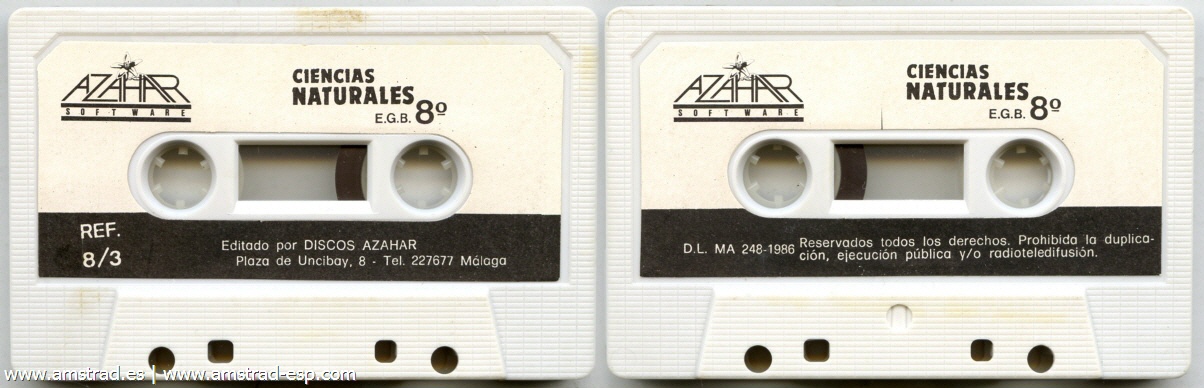 AZAHAR
SOFTWARE
CIENCIAS
NATURALES
E.G.B. 8º
REF.
8/3
Editado por DISCOS AZAHAR
Plaza de Uncibay, 8 - Tel. 227677 Málaga
AZAHAR
SOFTWARE
CIENCIAS
NATURALES
E.G.B. 8º
D.L. MA 248-1986
Reservados todos los derechos. Prohibida la duplica-
ción, ejecución pública y/o radioteledifusión.
www.amstrad.es | www.amstrad-esp.com